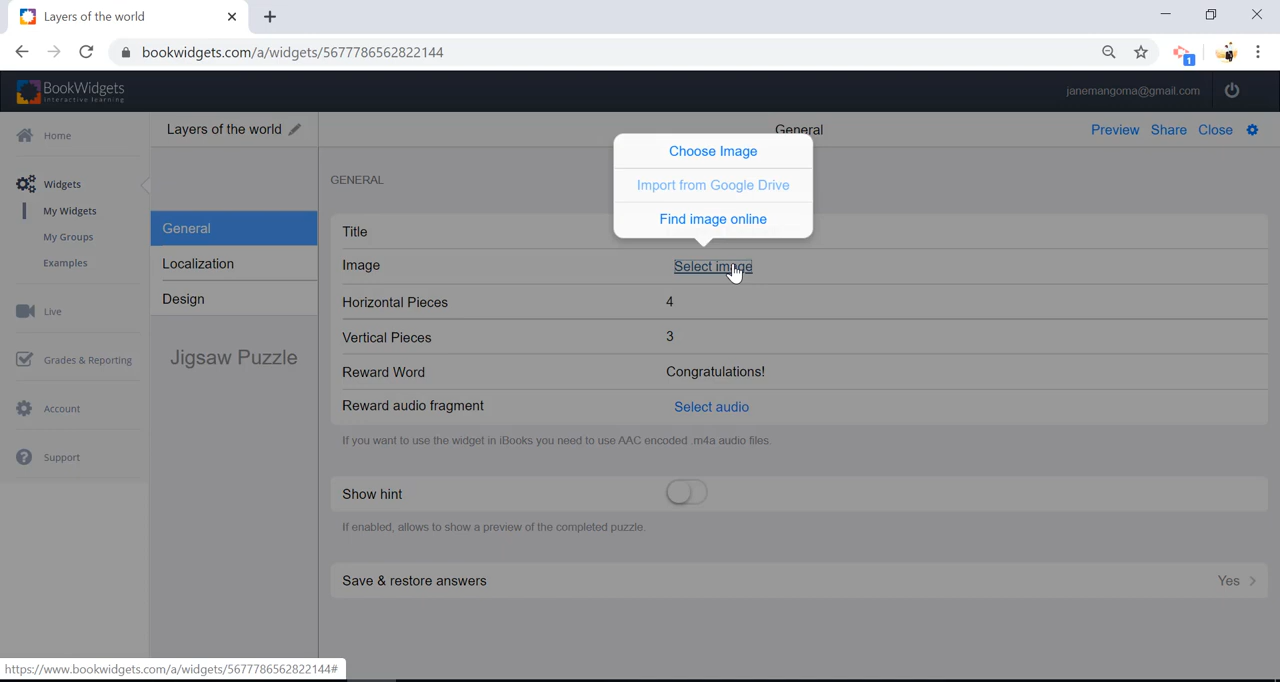 Layers of the world
bookwidgets.com/a/widgets/5677786562822144
1
BookWidgets
interactive learning
janemangoma@gmail.com
Home
Widgets
My Widgets
My Groups
Examples
Live
Grades & Reporting
Account
Support
Layers of the world
General
Localization
Design
Jigsaw Puzzle
General
Preview Share Close
Choose Image
Import from Google Drive
Find image online
GENERAL
Title
Image Select image
Horizontal Pieces 4
Vertical Pieces 3
Reward Word Congratulations!
Reward audio fragment Select audio
If you want to use the widget in iBooks you need to use AAC encoded .m4a audio files.
Show hint
If enabled, allows to show a preview of the completed puzzle.
Save & restore answers Yes
https://www.bookwidgets.com/a/widgets/5677786562822144#